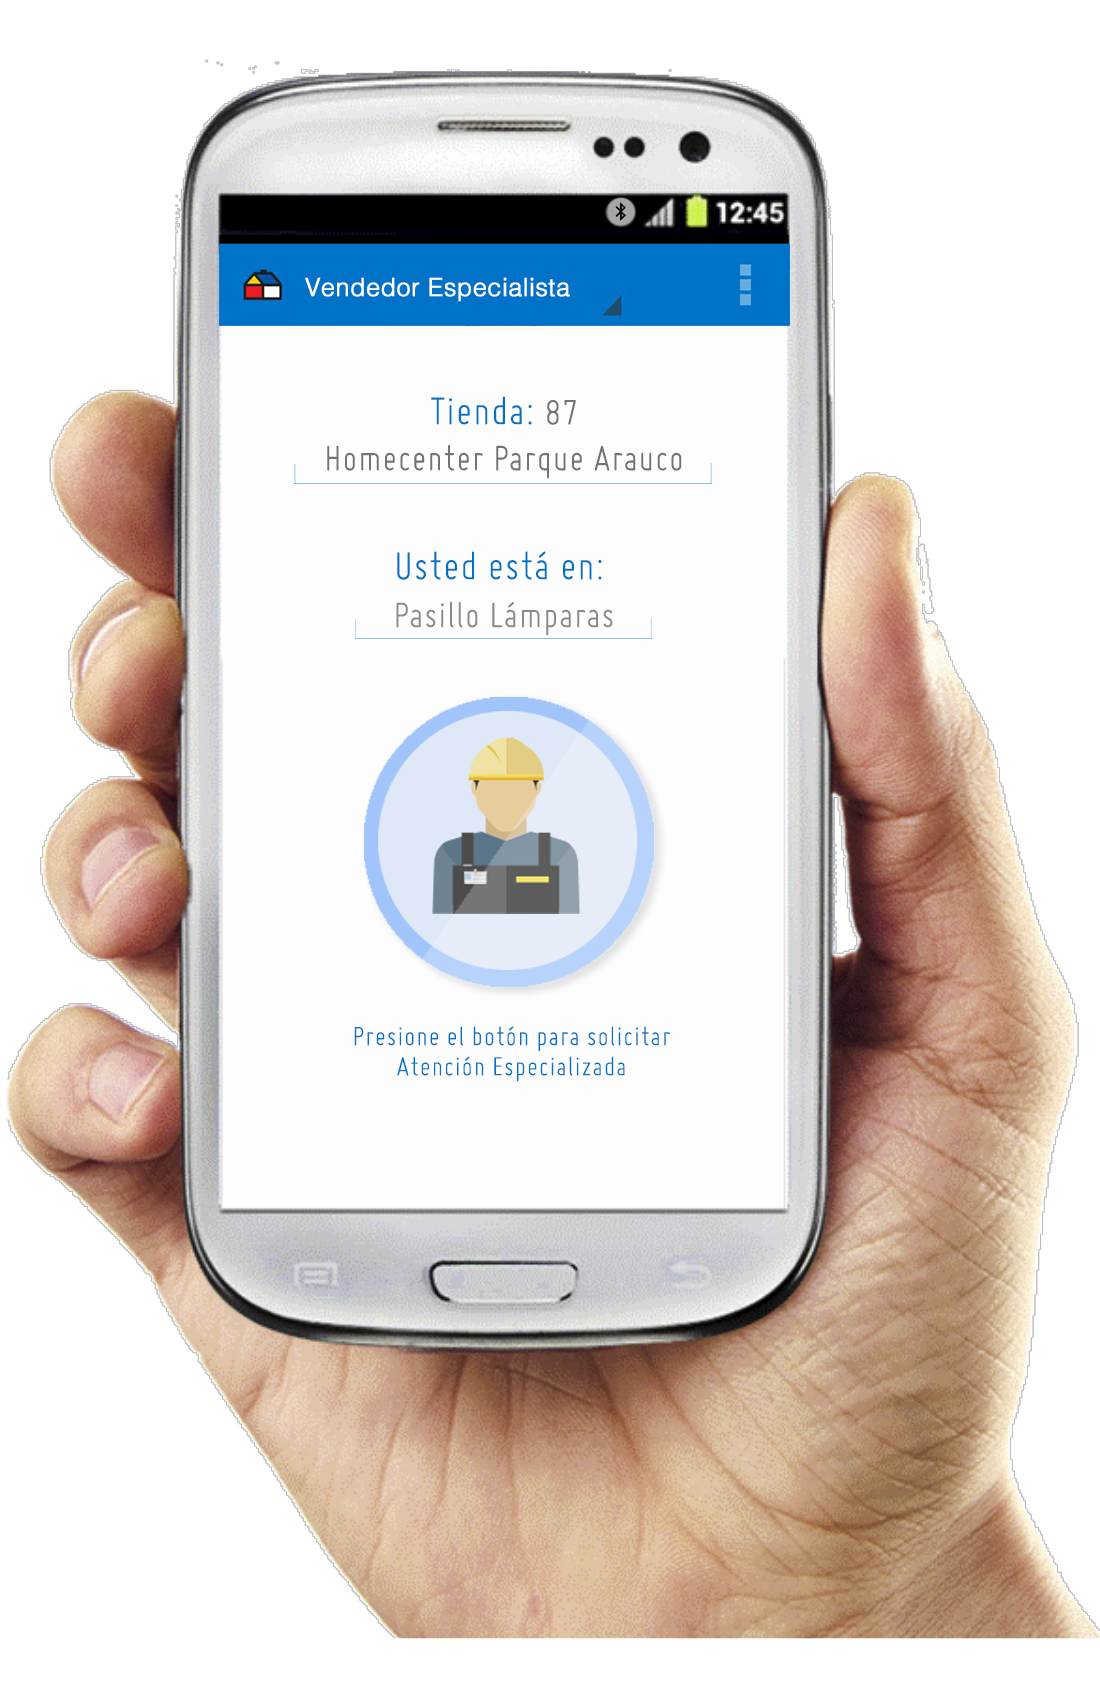 12:45
Vendedor Especialista
Tienda: 87
Homecenter Parque Arauco
Usted está en:
Pasillo Lámparas
Presione el botón para solicitar
Atención Especializada